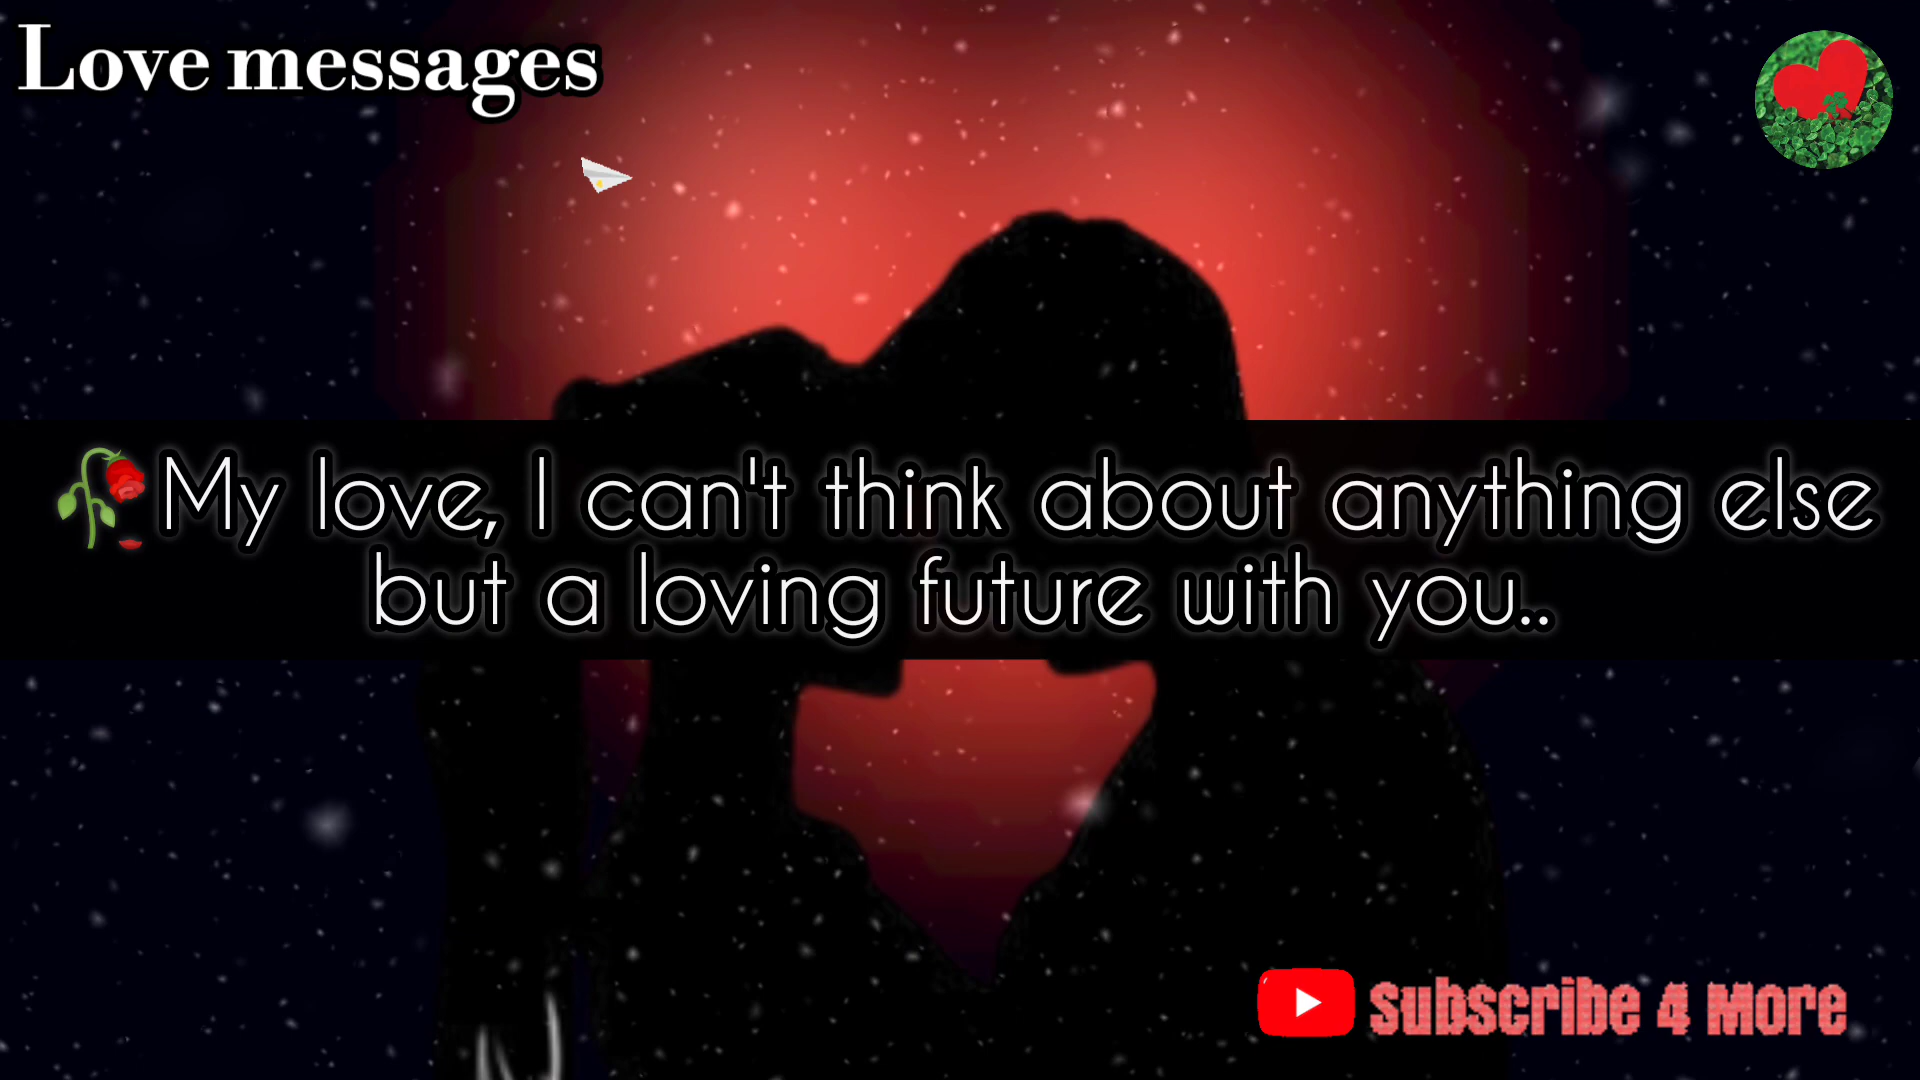 Love messages
🥀My love, I can't think about anything else
but a loving future with you..
Subscribe 4 More